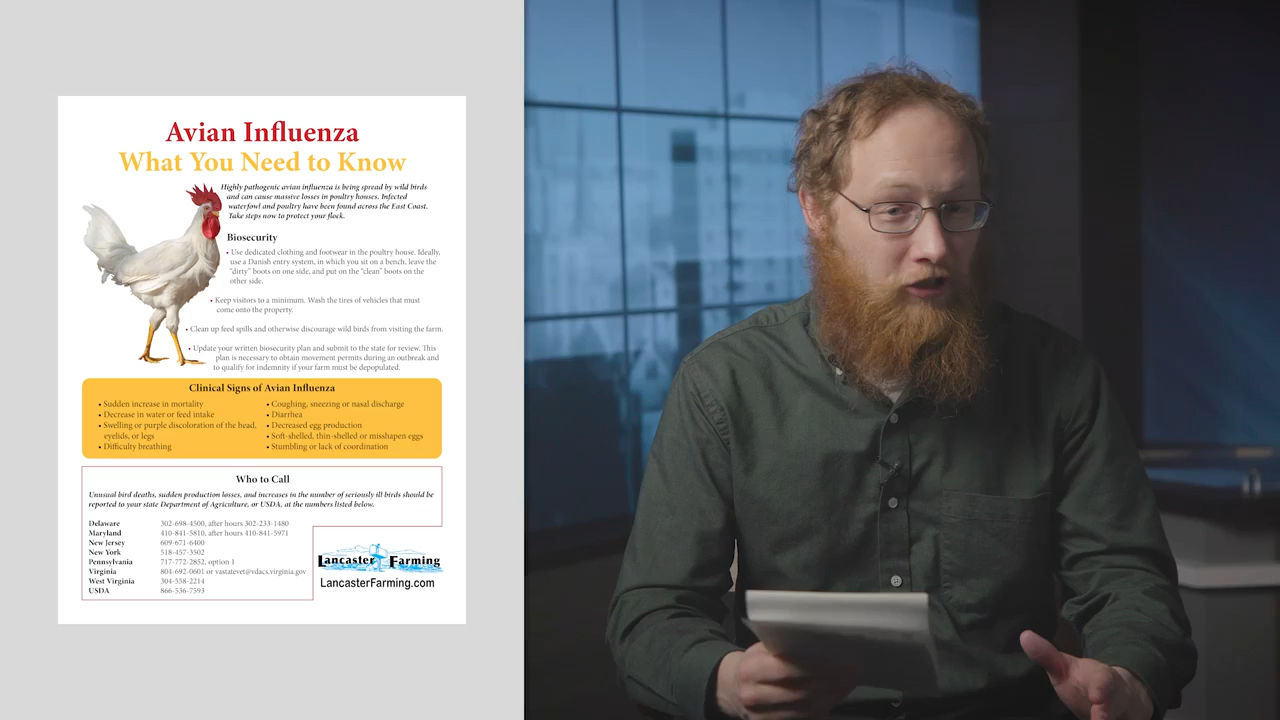 Avian Influenza
What You Need to Know
Highly pathogenic avian influenza is being spread by wild birds
and can cause massive losses in poultry houses. Infected
waterfowl and poultry have been found across the East Coast.
Take steps now to protect your flock.
Biosecurity
• Use dedicated clothing and footwear in the poultry house. Ideally,
use a Danish entry system, in which you sit on a bench, leave the
"dirty" boots on one side, and put on the "clean" boots on the
other side.
• Keep visitors to a minimum. Wash the tires of vehicles that must
come onto the property.
• Clean up feed spills and otherwise discourage wild birds from visiting the farm.
• Update your written biosecurity plan and submit to the state for review. This
plan is necessary to obtain movement permits during an outbreak and
to qualify for indemnity if your farm must be depopulated.
Clinical Signs of Avian Influenza
• Sudden increase in mortality
• Decrease in water or feed intake
• Swelling or purple discoloration of the head,
eyelids, or legs
• Difficulty breathing
• Coughing, sneezing or nasal discharge
• Diarrhea
• Decreased egg production
• Soft-shelled, thin-shelled or misshapen eggs
• Stumbling or lack of coordination
Who to Call
Unusual bird deaths, sudden production losses, and increases in the number of seriously ill birds should be
reported to your state Department of Agriculture, or USDA, at the numbers listed below.
Delaware 302-698-4500, after hours 302-233-1480
Maryland 410-841-5810, after hours 410-841-5971
New Jersey 609-671-6400
New York 518-457-3502
Pennsylvania 717-772-2852, option 1
Virginia 804-692-0601 or vastatevet@vdacs.virginia.gov
West Virginia 304-558-2214
USDA 866-536-7593
Lancaster Farming
LancasterFarming.com